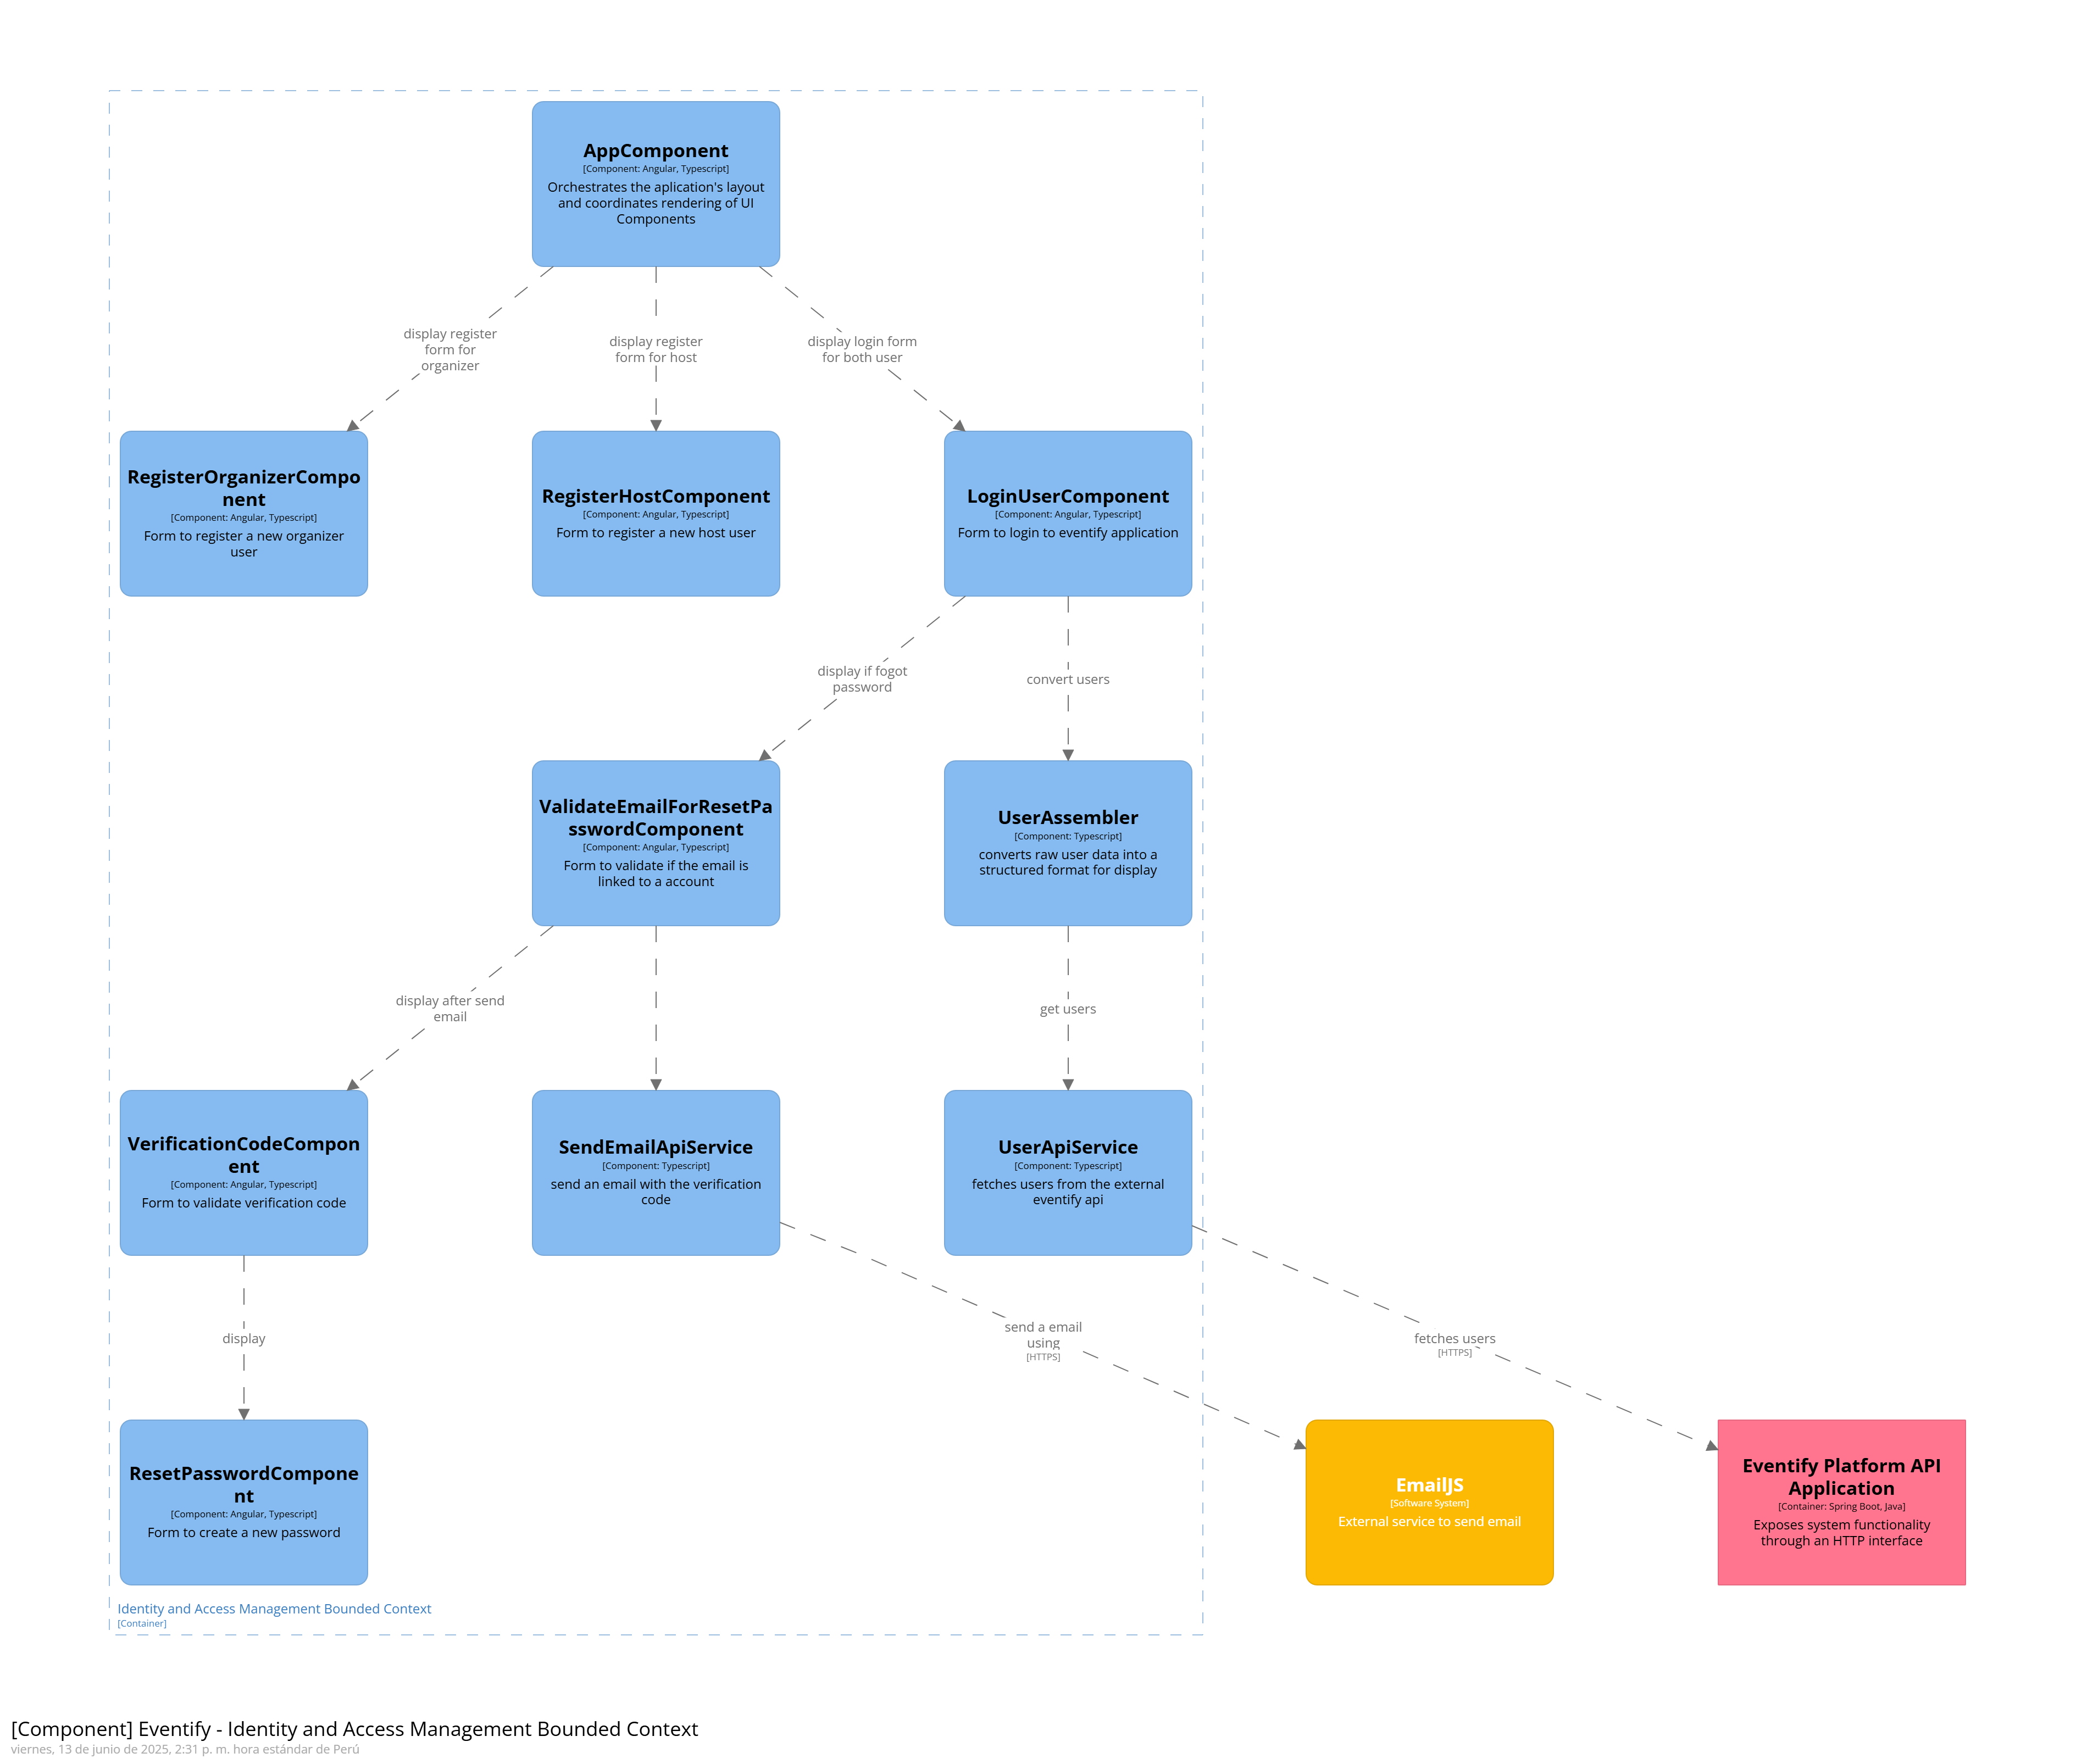 AppComponent
[Component: Angular, Typescript]
Orchestrates the aplication's layout
and coordinates rendering of UI
Components
display register
form for
organizer
display register
form for host
display login form
for both user
RegisterOrganizerCompo
nent
[Component: Angular, Typescript]
Form to register a new organizer
user
RegisterHostComponent
[Component: Angular, Typescript]
Form to register a new host user
LoginUserComponent
[Component: Angular, Typescript]
Form to login to eventify application
display if fogot
password
convert users
ValidateEmailForResetPa
sswordComponent
[Component: Angular, Typescript]
Form to validate if the email is
linked to a account
UserAssembler
[Component: Typescript]
converts raw user data into a
structured format for display
display after send
email
get users
VerificationCodeCompon
ent
[Component: Angular, Typescript]
Form to validate verification code
SendEmailApiService
[Component: Typescript]
send an email with the verification
code
UserApiService
[Component: Typescript]
fetches users from the external
eventify api
display
send a email
using
[HTTPS]
fetches users
[HTTPS]
ResetPasswordCompone
nt
[Component: Angular, Typescript]
Form to create a new password
EmailJS
[Software System]
External service to send email
Eventify Platform API
Application
[Container: Spring Boot, Java]
Exposes system functionality
through an HTTP interface
Identity and Access Management Bounded Context
[Container]
[Component] Eventify - Identity and Access Management Bounded Context
viernes, 13 de junio de 2025, 2:31 p. m. hora estándar de Perú